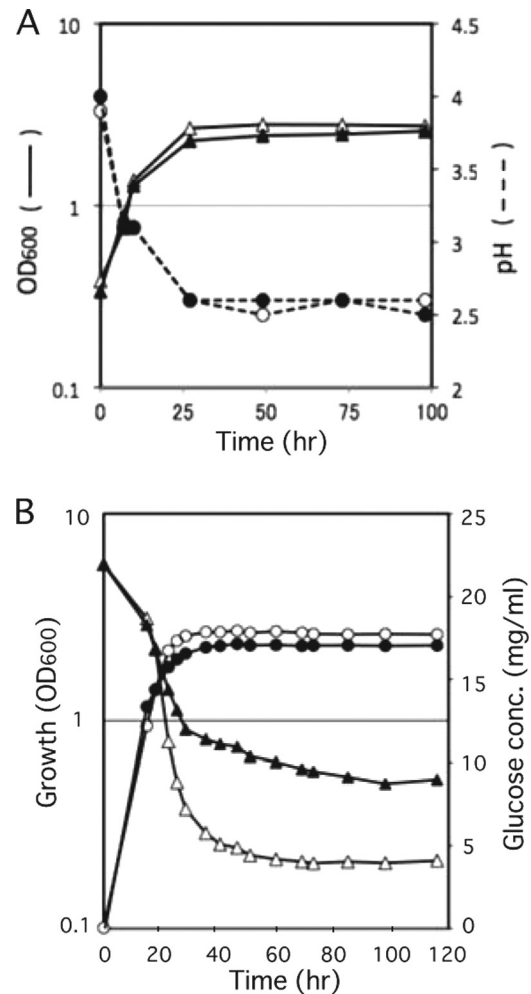 A
10
1
0.1
OD600 ( — )
4.5
4
3.5
3
2.5
2
pH ( ---- )
0 25 50 75 100
Time (hr)
B
10
1
0.1
Growth (OD600)
25
20
15
10
5
0
Glucose conc. (mg/ml)
0 20 40 60 80 100 120
Time (hr)